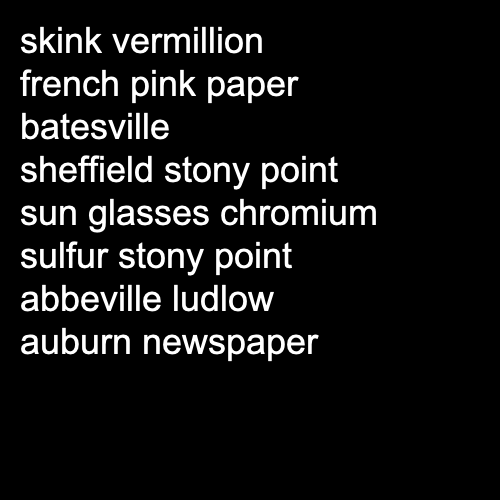 skink vermillion
french pink paper
batesville
sheffield stony point
sun glasses chromium
sulfur stony point
abbeville ludlow
auburn newspaper